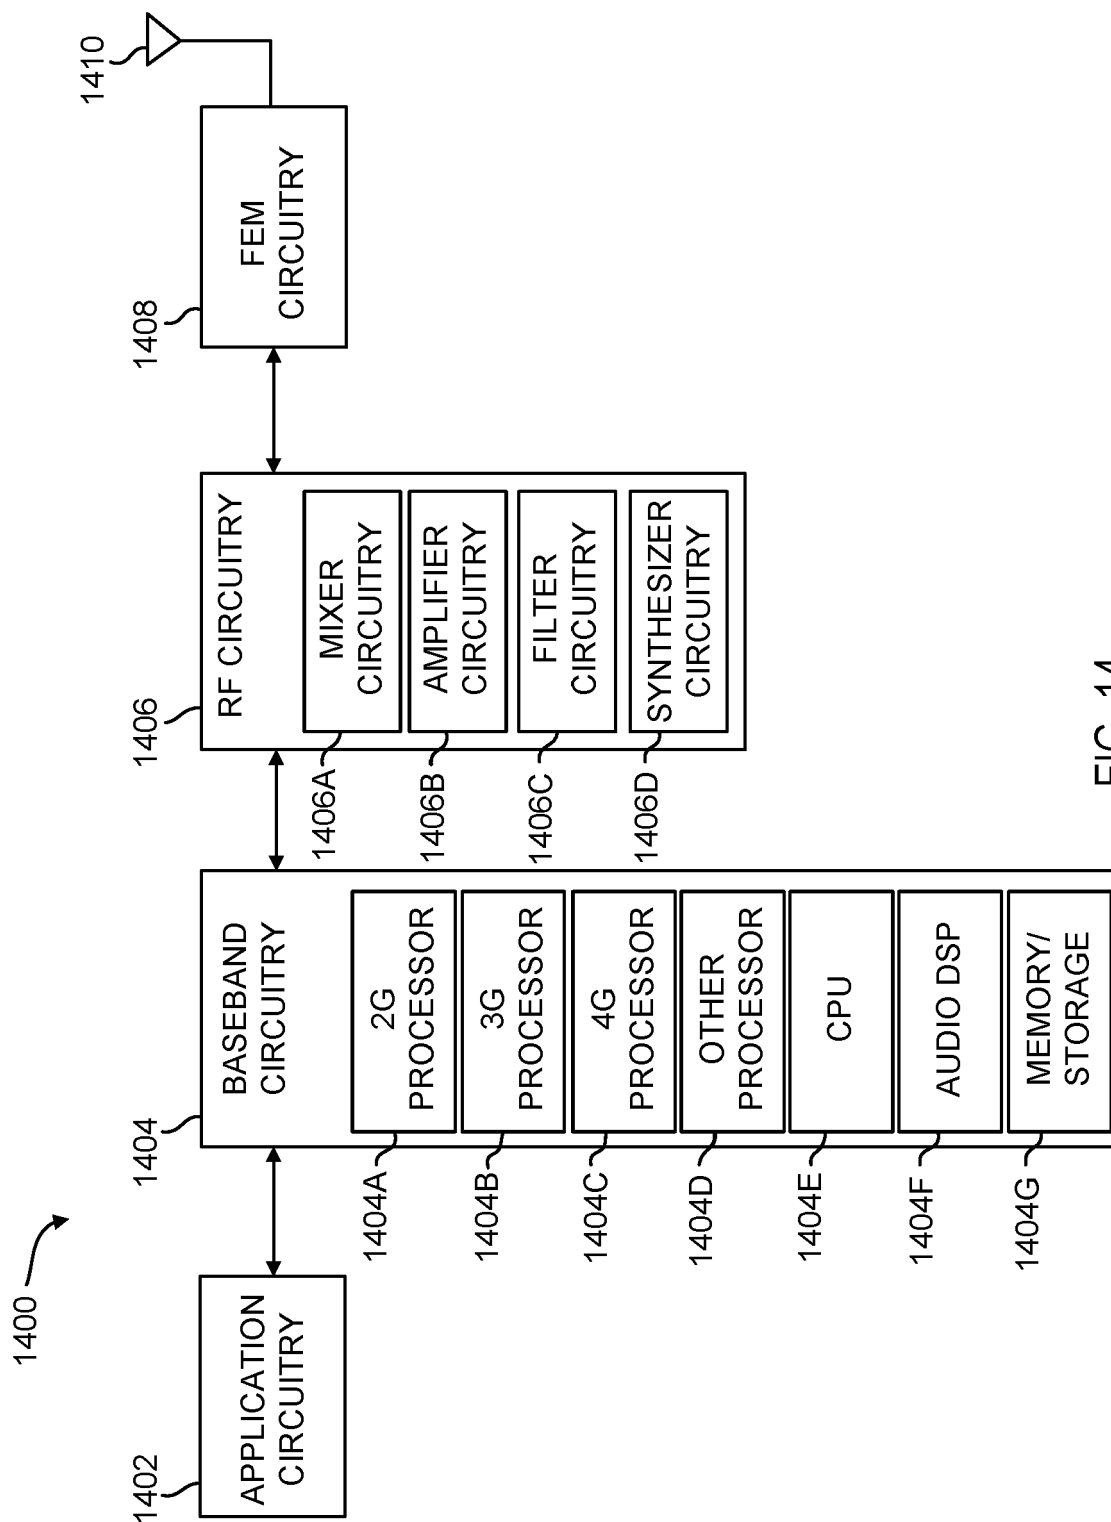 1400
1402
APPLICATION
CIRCUITRY
1404
BASEBAND
CIRCUITRY
1404A
2G
PROCESSOR
1404B
3G
PROCESSOR
1404C
4G
PROCESSOR
1404D
OTHER
PROCESSOR
1404E
CPU
1404F
AUDIO DSP
1404G
MEMORY/
STORAGE
1406
RF CIRCUITRY
1406A
MIXER
CIRCUITRY
1406B
AMPLIFIER
CIRCUITRY
1406C
FILTER
CIRCUITRY
1406D
SYNTHESIZER
CIRCUITRY
1408
FEM
CIRCUITRY
1410
FIG. 14